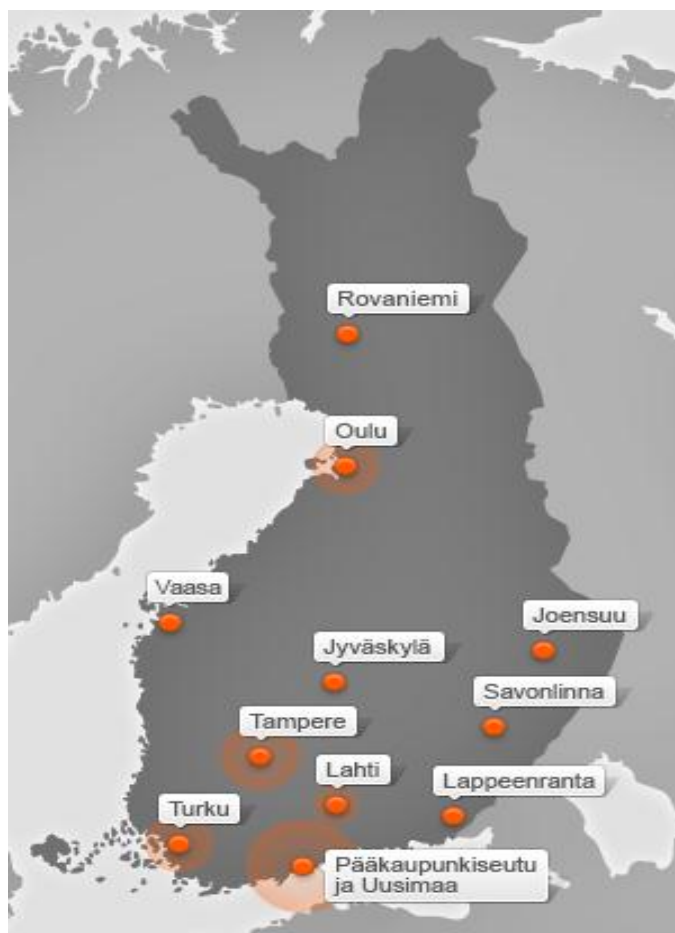 Rovaniemi
Oulu
Vaasa
Joensuu
Jyväskylä
Savonlinna
Tampere
Lahti
Lappeenranta
Turku
Pääkaupunkiseutu
ja Uusimaa